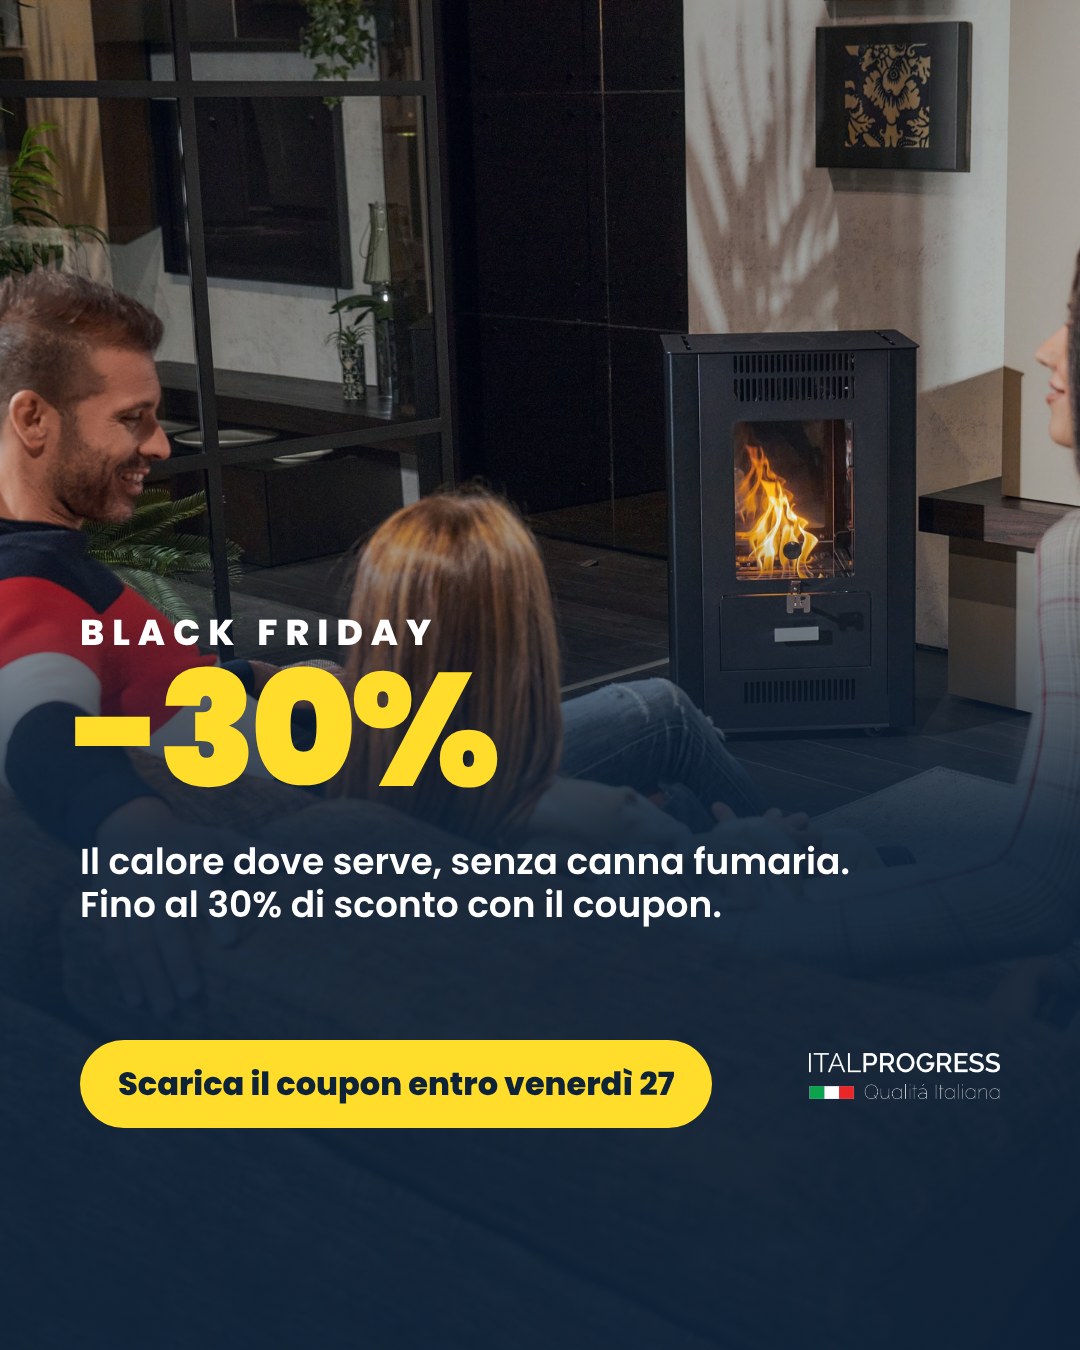 BLACK FRIDAY
-30%
Il calore dove serve, senza canna fumaria.
Fino al 30% di sconto con il coupon.
Scarica il coupon entro venerdì 27
ITALPROGRESS
Qualitá Italiana